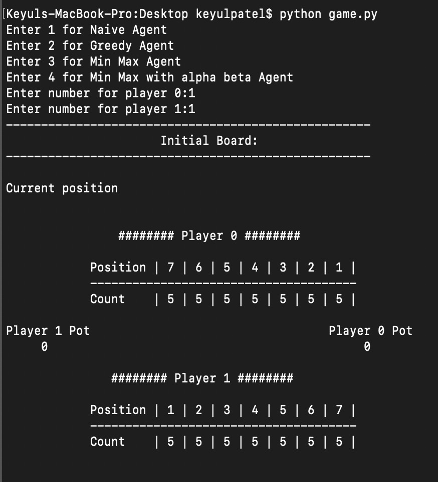 [Keyuls-MacBook-Pro:Desktop keyulpatel$ python game.py
Enter 1 for Naive Agent
Enter 2 for Greedy Agent
Enter 3 for Min Max Agent
Enter 4 for Min Max with alpha beta Agent
Enter number for player 0:1
Enter number for player 1:1
----------------------------------------------------
Initial Board:
----------------------------------------------------
Current position
######## Player 0 ########
Position | 7 | 6 | 5 | 4 | 3 | 2 | 1 |
--------------------------------------
Count | 5 | 5 | 5 | 5 | 5 | 5 | 5 |
Player 1 Pot Player 0 Pot
0 0
######## Player 1 ########
Position | 1 | 2 | 3 | 4 | 5 | 6 | 7 |
--------------------------------------
Count | 5 | 5 | 5 | 5 | 5 | 5 | 5 |